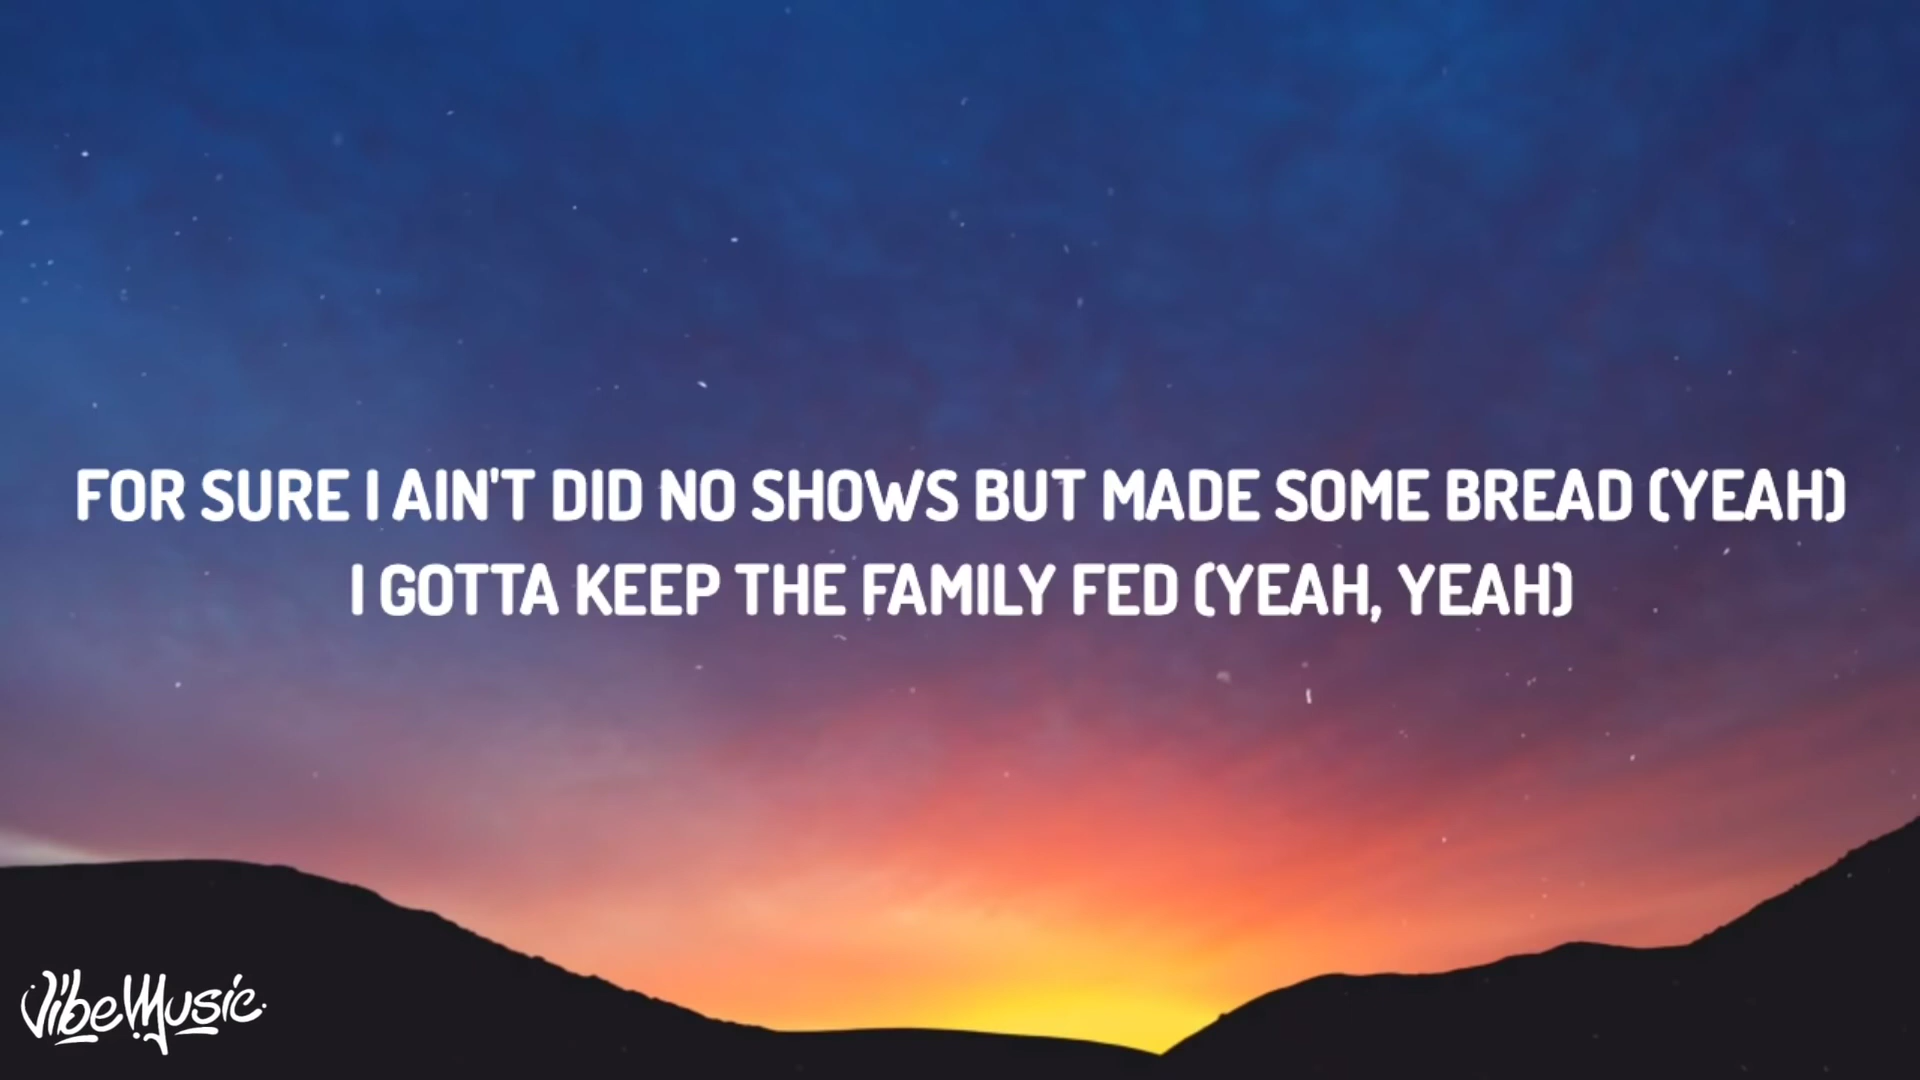 FOR SURE I AIN'T DID NO SHOWS BUT MADE SOME BREAD (YEAH)
I GOTTA KEEP THE FAMILY FED (YEAH, YEAH)
VibeMusic